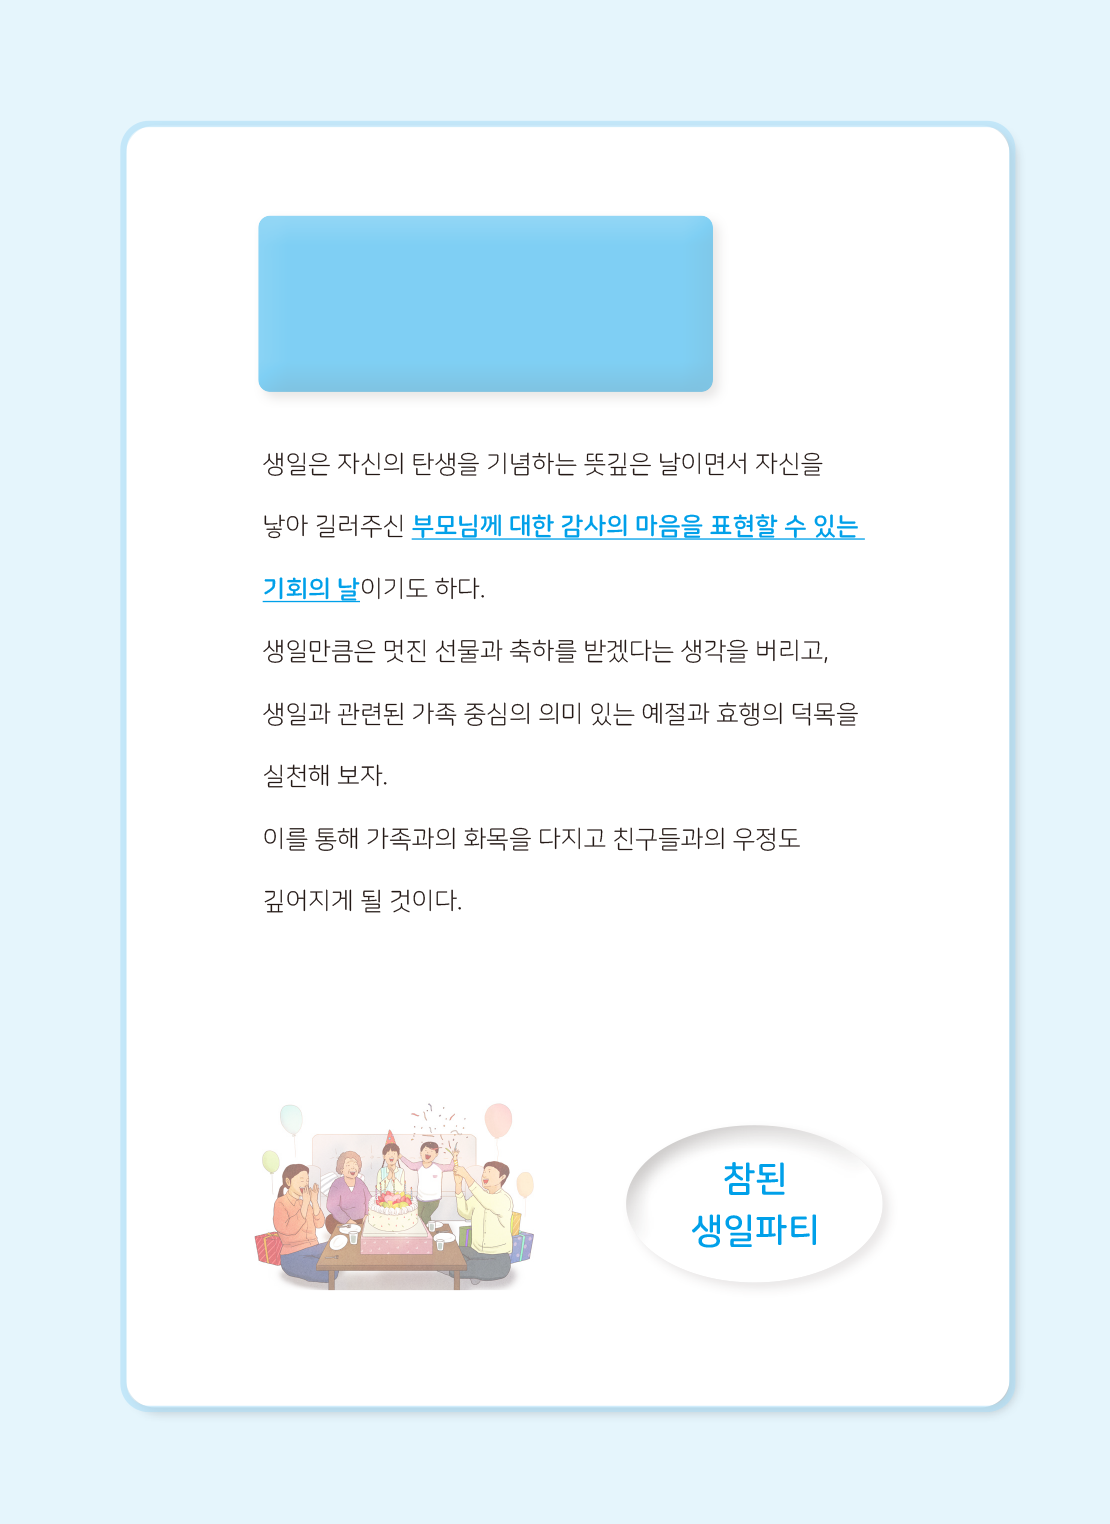 생일은 자신의 탄생을 기념하는 뜻깊은 날이면서 자신을
낳아 길러주신 부모님께 대한 감사의 마음을 표현할 수 있는
기회의 날이기도 하다.
생일만큼은 멋진 선물과 축하를 받겠다는 생각을 버리고,
생일과 관련된 가족 중심의 의미 있는 예절과 효행의 덕목을
실천해 보자.
이를 통해 가족과의 화목을 다지고 친구들과의 우정도
깊어지게 될 것이다.
참된
생일파티